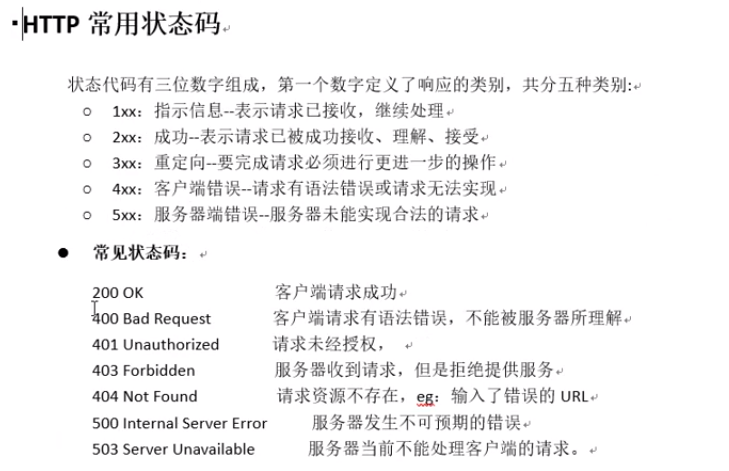 HTTP 常用状态码
状态代码有三位数字组成，第一个数字定义了响应的类别，共分五种类别:
1xx：指示信息--表示请求已接收，继续处理
2xx：成功--表示请求已被成功接收、理解、接受
3xx：重定向--要完成请求必须进行更进一步的操作
4xx：客户端错误--请求有语法错误或请求无法实现
5xx：服务器端错误--服务器未能实现合法的请求
常见状态码：
200 OK 客户端请求成功
400 Bad Request 客户端请求有语法错误，不能被服务器所理解
401 Unauthorized 请求未经授权，
403 Forbidden 服务器收到请求，但是拒绝提供服务
404 Not Found 请求资源不存在，eg：输入了错误的 URL
500 Internal Server Error 服务器发生不可预期的错误
503 Server Unavailable 服务器当前不能处理客户端的请求。